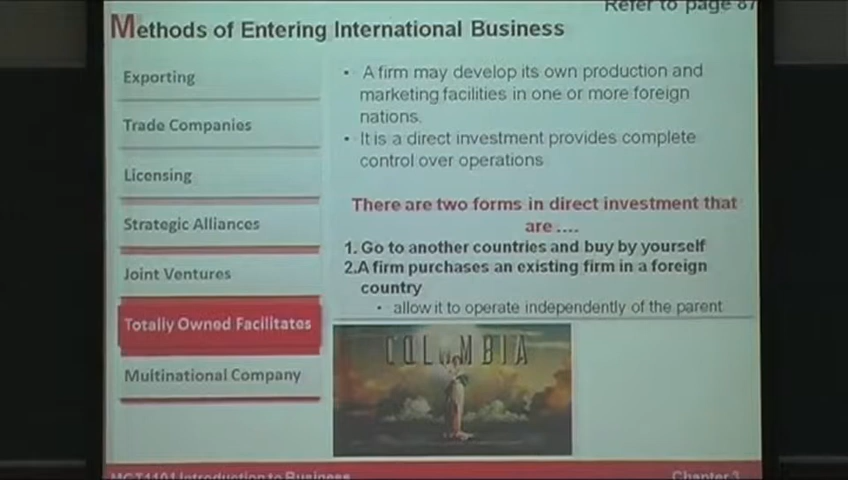 Refer to page 87
Methods of Entering International Business
Exporting
Trade Companies
Licensing
Strategic Alliances
Joint Ventures
Totally Owned Facilitates
Multinational Company
• A firm may develop its own production and
marketing facilities in one or more foreign
nations.
• It is a direct investment provides complete
control over operations
There are two forms in direct investment that
are ....
1. Go to another countries and buy by yourself
2.A firm purchases an existing firm in a foreign
country
• allow it to operate independently of the parent
COLUMBIA
MGT1101 Introduction to Business
Chapter 3